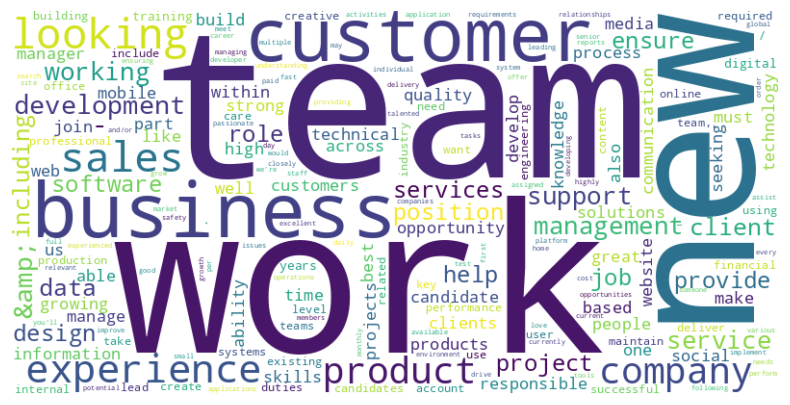 building
training
creative
activities
application
requirements
relationships
required
global
/
looking
customer
meet
career
build
multiple
may
leading
senior
reports
media
ensure
manager
include
managing
developer
process
digital
working
ensuring
team
understanding
individual
system
offer
new
search
office
paid
fast
providing
online
order
site
mobile
within
strong
quality
delivery
talented
development
care
need
develop
engineering
knowledge
industry
content
communication
must
technology
join
part
passionate
role
technical
tasks
team,
seeking
professional
and/or
day
would
want
developing
also
including
like
high
across
closely
sales
web
grow
we're
staff
assigned
highly
software
well
customers
services
support
solutions
using
assist
business
market
safety
companies
position
management
client
excellent
opportunity
&amp;
us
full
experienced
issues
daily
work
platform
home
first
great
every
financial
production
relevant
able
good
growth
per
years
operations
best
related
projects
help
test
cost
job
provide
website
data
growing
time
key
candidate
opportunities
someone
make
manage
level
members
performance
based
current
people
deliver
various
design
you'll
take
improve
ability
teams
clients
available
user
love
currently
maintain
implement
information
small
systems
existing
monthly
products
environment
use
project
one
social
service
needs
experience
skills
product
drive
tools
company
perform
internal
potential
lead
create
applications
duties
candidates
account
responsible
successful
following